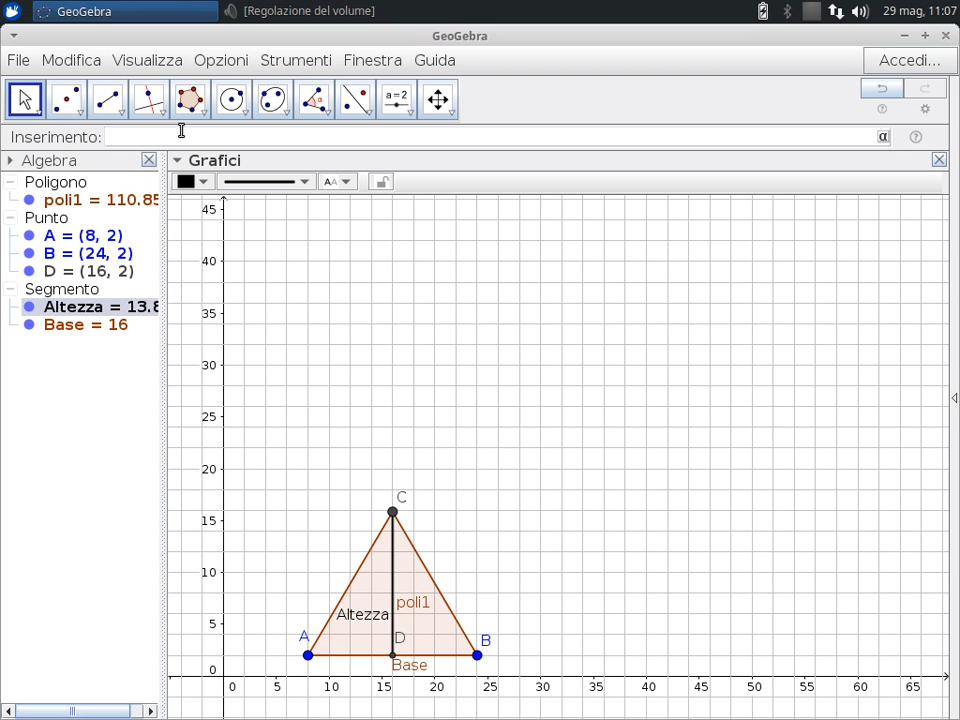 GeoGebra
[Regolazione del volume]
29 mag, 11:07
GeoGebra
File Modifica Visualizza Opzioni Strumenti Finestra Guida
Accedi...
α
a=2
Inserimento:
α
Algebra
Grafici
AA
Poligono
poli1 = 110.85
Punto
A = (8, 2)
B = (24, 2)
D = (16, 2)
Segmento
Altezza = 13.8
Base = 16
45
40
35
30
25
20
15
10
5
0
C
poli1
Altezza
A
D
B
Base
0 5 10 15 20 25 30 35 40 45 50 55 60 65